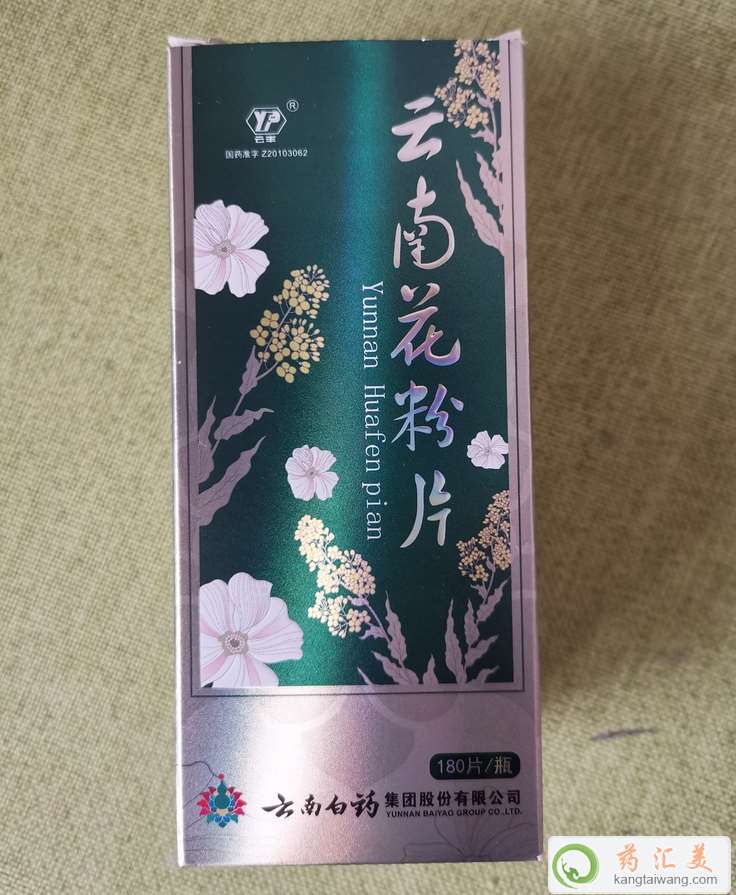 YP
®
云丰
国药准字 Z20103062
云南花粉片
Yunnan Huafen pian
180片/瓶
云南白药 集团股份有限公司
YUNNAN BAIYAO GROUP CO.,LTD.
药汇美
kangtaiwang.com